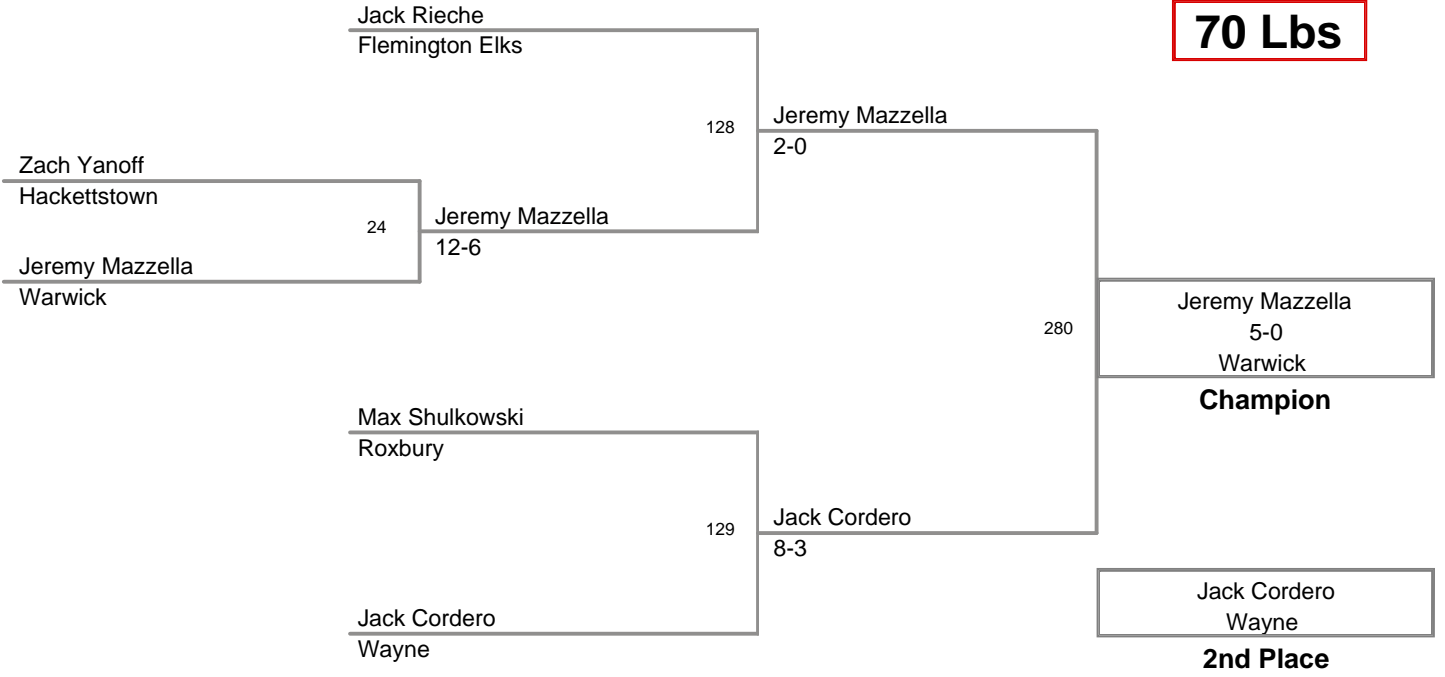 Jack Rieche
Flemington Elks
70 Lbs
128
Jeremy Mazzella
2-0
Zach Yanoff
Hackettstown
24
Jeremy Mazzella
12-6
Jeremy Mazzella
Warwick
280
Jeremy Mazzella
5-0
Warwick
Champion
Max Shulkowski
Roxbury
129
Jack Cordero
8-3
Jack Cordero
Wayne
Jack Cordero
Wayne
2nd Place